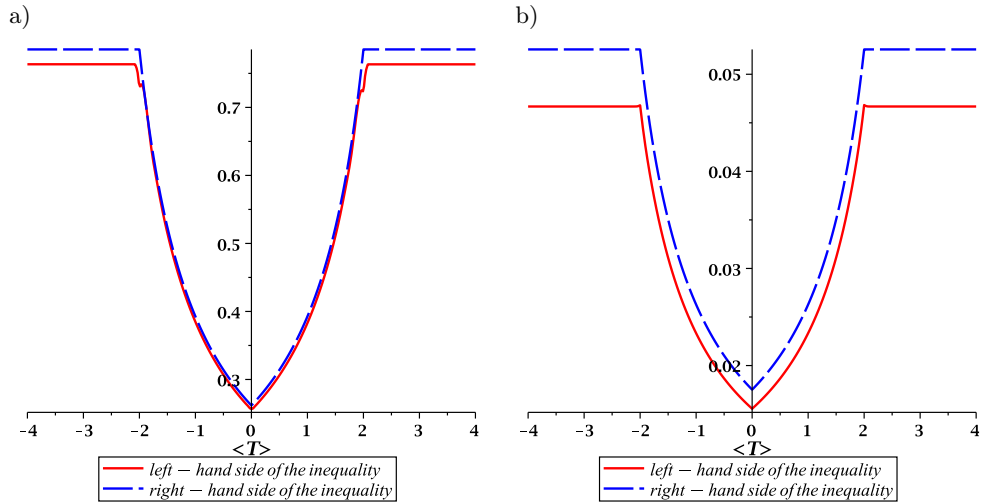 a)
0.7
0.6
0.5
0.4
0.3
-4 -3 -2 -1 0 1 2 3 4
<T>
left – hand side of the inequality
right – hand side of the inequality
b)
0.05
0.04
0.03
0.02
-4 -3 -2 -1 0 1 2 3 4
<T>
left – hand side of the inequality
right – hand side of the inequality